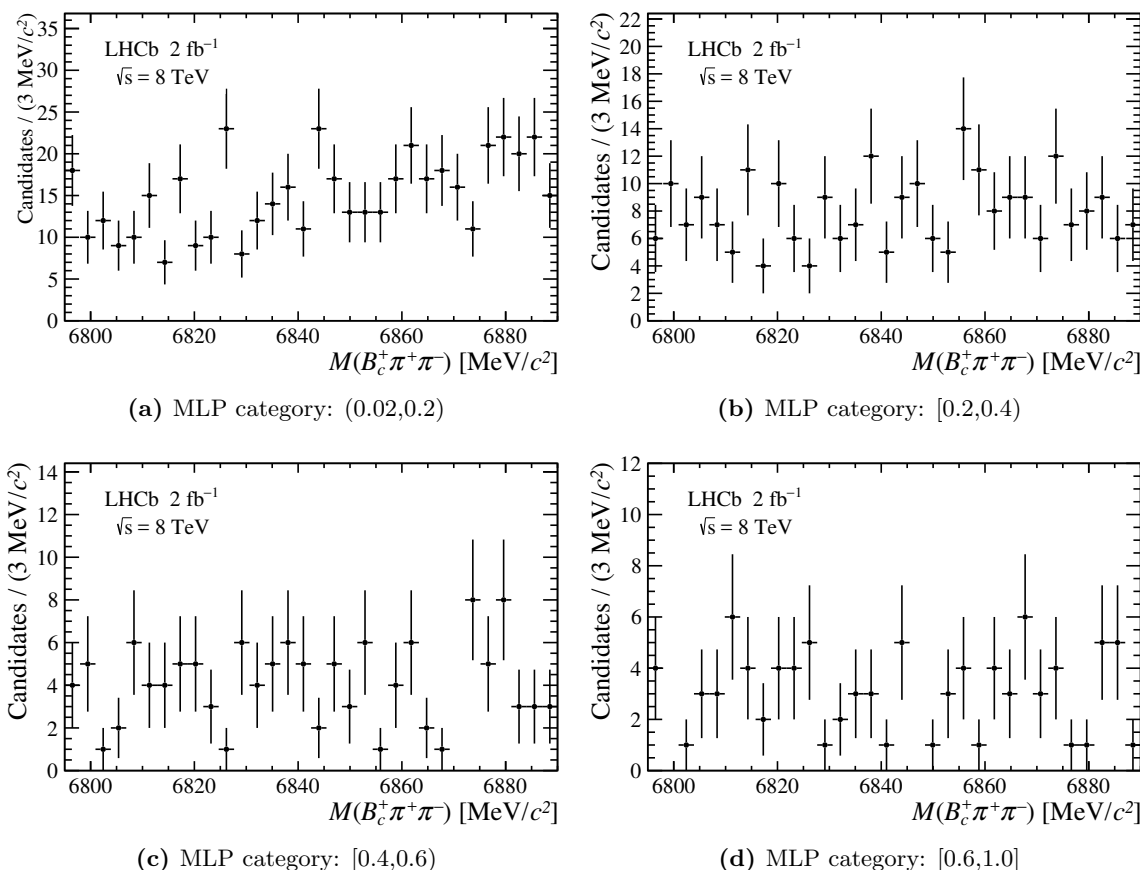 Candidates / (3 MeV/c²)
35
30
25
20
15
10
5
0
LHCb 2 fb⁻¹
√s = 8 TeV
6800 6820 6840 6860 6880
M(B_c⁺π⁺π⁻) [MeV/c²]
(a) MLP category: (0.02,0.2)
Candidates / (3 MeV/c²)
22
20
18
16
14
12
10
8
6
4
2
0
LHCb 2 fb⁻¹
√s = 8 TeV
6800 6820 6840 6860 6880
M(B_c⁺π⁺π⁻) [MeV/c²]
(b) MLP category: [0.2,0.4)
Candidates / (3 MeV/c²)
14
12
10
8
6
4
2
0
LHCb 2 fb⁻¹
√s = 8 TeV
6800 6820 6840 6860 6880
M(B_c⁺π⁺π⁻) [MeV/c²]
(c) MLP category: [0.4,0.6)
Candidates / (3 MeV/c²)
12
10
8
6
4
2
0
LHCb 2 fb⁻¹
√s = 8 TeV
6800 6820 6840 6860 6880
M(B_c⁺π⁺π⁻) [MeV/c²]
(d) MLP category: [0.6,1.0]